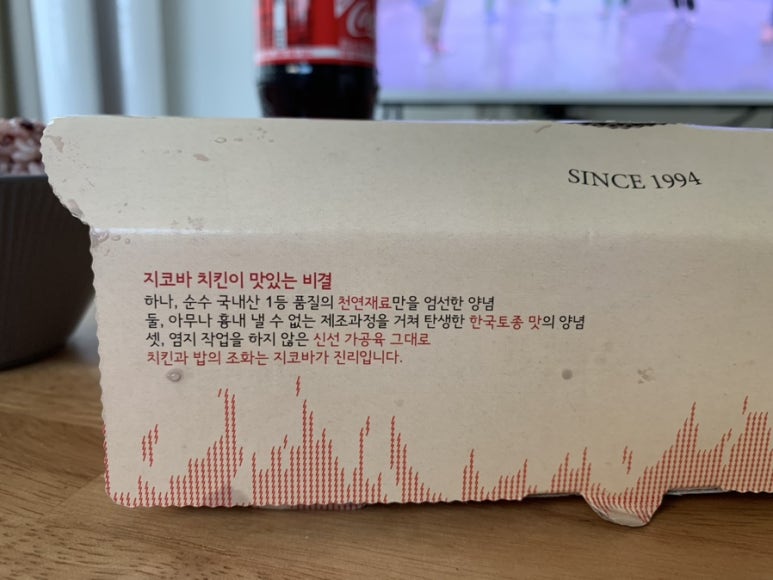 SINCE 1994
지코바 치킨이 맛있는 비결
하나, 순수 국내산 1등 품질의 천연재료만을 엄선한 양념
둘, 아무나 흉내 낼 수 없는 제조과정을 거쳐 탄생한 한국토종 맛의 양념
셋, 염지 작업을 하지 않은 신선 가공육 그대로
치킨과 밥의 조화는 지코바가 진리입니다.